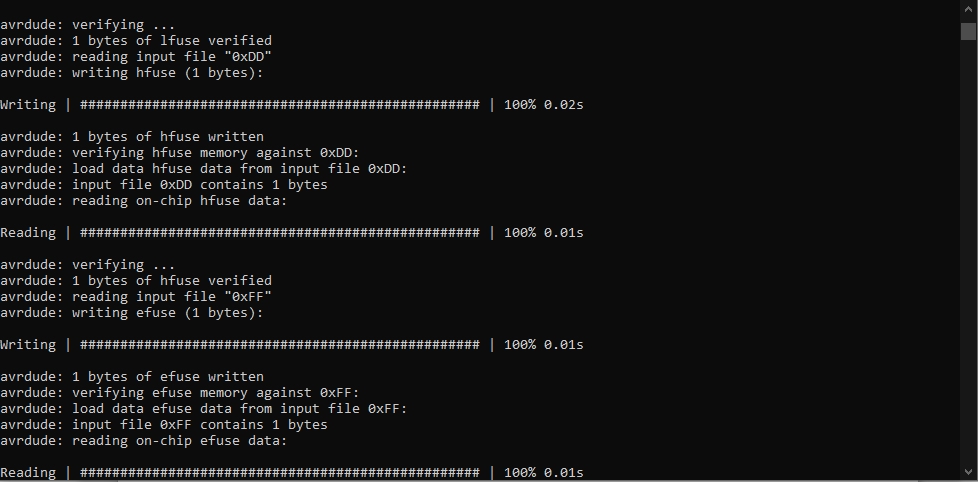 avrdude: verifying ...
avrdude: 1 bytes of lfuse verified
avrdude: reading input file "0xDD"
avrdude: writing hfuse (1 bytes):
Writing | ################################################## | 100% 0.02s
avrdude: 1 bytes of hfuse written
avrdude: verifying hfuse memory against 0xDD:
avrdude: load data hfuse data from input file 0xDD:
avrdude: input file 0xDD contains 1 bytes
avrdude: reading on-chip hfuse data:
Reading | ################################################## | 100% 0.01s
avrdude: verifying ...
avrdude: 1 bytes of hfuse verified
avrdude: reading input file "0xFF"
avrdude: writing efuse (1 bytes):
Writing | ################################################## | 100% 0.01s
avrdude: 1 bytes of efuse written
avrdude: verifying efuse memory against 0xFF:
avrdude: load data efuse data from input file 0xFF:
avrdude: input file 0xFF contains 1 bytes
avrdude: reading on-chip efuse data:
Reading | ################################################## | 100% 0.01s